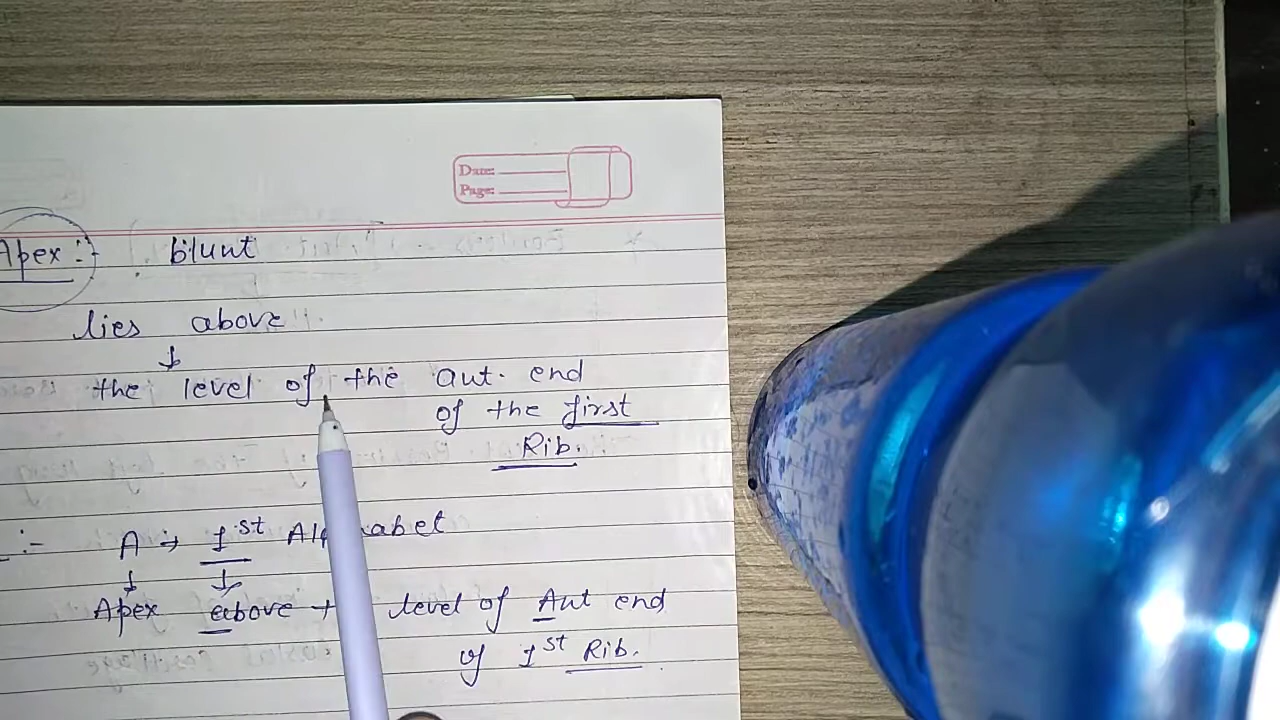 Date:
Page:
Apex :- blunt
lies above
↓
the level of the ant. end
of the first
Rib.
:- A → 1st Alphabet
↓ ↓
Apex above level of Ant end
of 1st Rib.